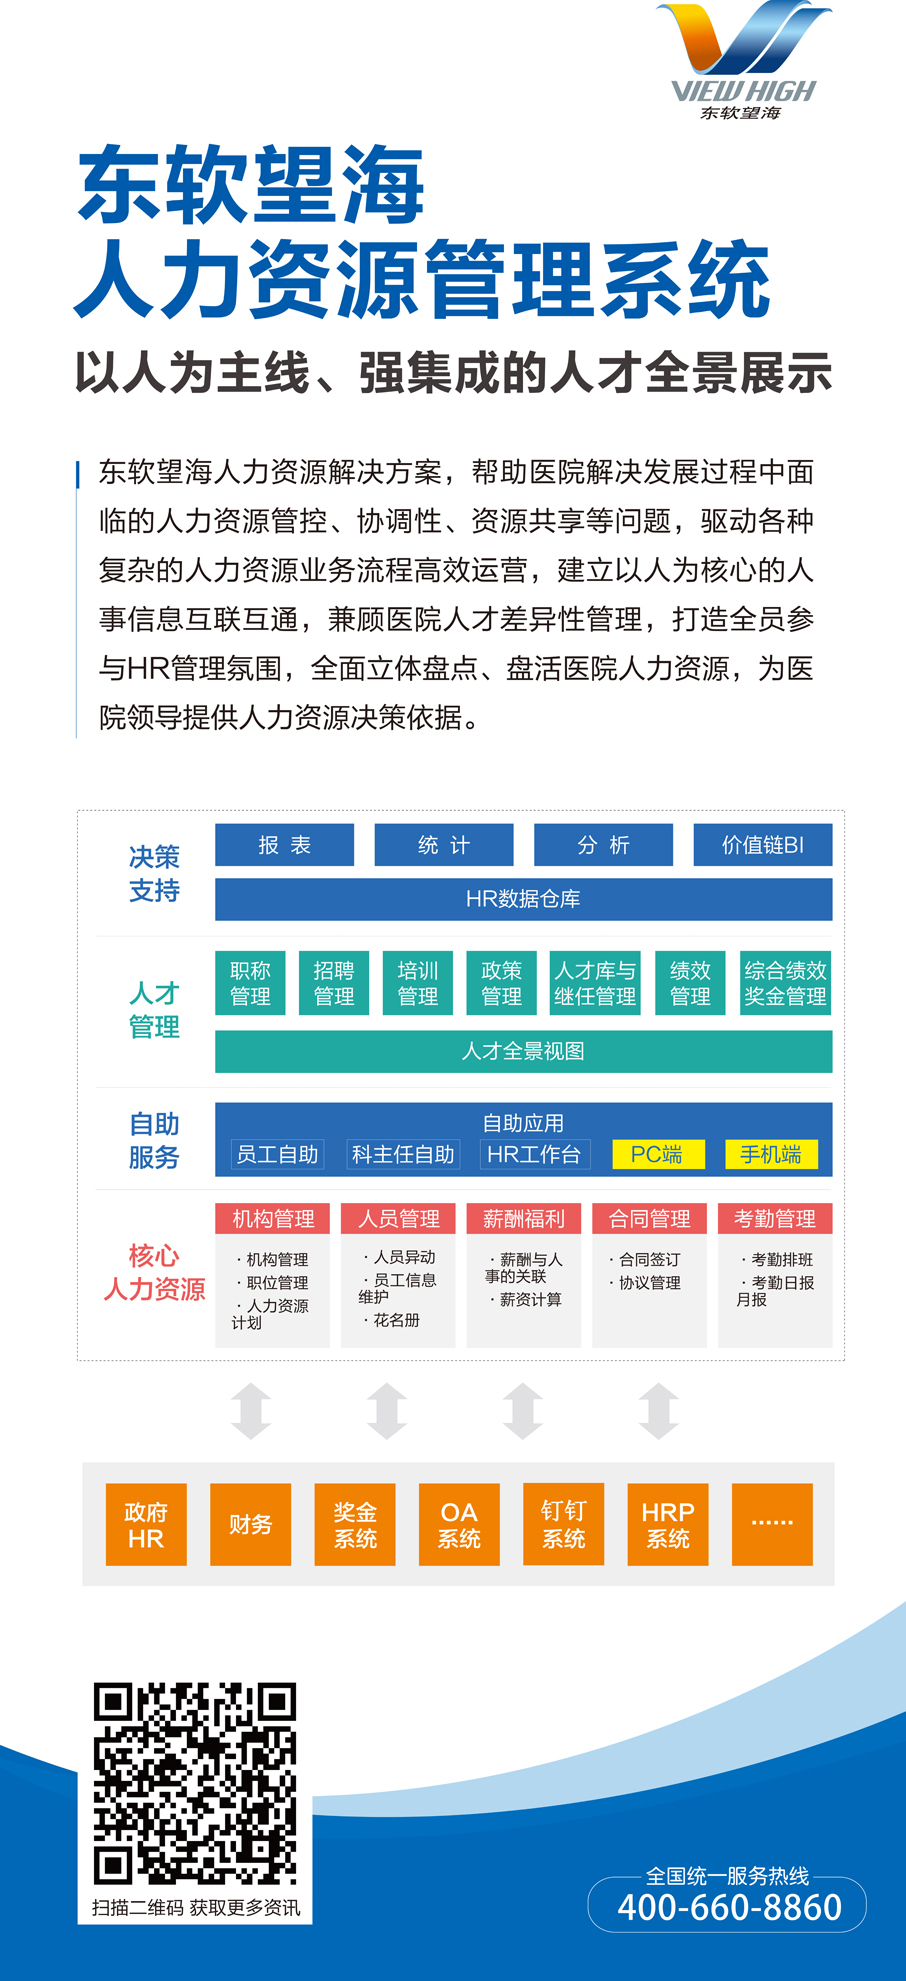 VIEW HIGH
东软望海
东软望海
人力资源管理系统
以人为主线、强集成的人才全景展示
东软望海人力资源解决方案，帮助医院解决发展过程中面
临的人力资源管控、协调性、资源共享等问题，驱动各种
复杂的人力资源业务流程高效运营，建立以人为核心的人
事信息互联互通，兼顾医院人才差异性管理，打造全员参
与HR管理氛围，全面立体盘点、盘活医院人力资源，为医
院领导提供人力资源决策依据。
决策
支持
报 表
统 计
分 析
价值链BI
HR数据仓库
人才
管理
职称
管理
招聘
管理
培训
管理
政策
管理
人才库与
继任管理
绩效
管理
综合绩效
奖金管理
人才全景视图
自助
服务
自助应用
员工自助
科主任自助
HR工作台
PC端
手机端
核心
人力资源
机构管理
·机构管理
·职位管理
·人力资源
计划
人员管理
·人员异动
·员工信息
维护
·花名册
薪酬福利
·薪酬与人
事的关联
·薪资计算
合同管理
·合同签订
·协议管理
考勤管理
·考勤排班
·考勤日报
月报
政府
HR
财务
奖金
系统
OA
系统
钉钉
系统
HRP
系统
······
扫描二维码 获取更多资讯
全国统一服务热线
400-660-8860